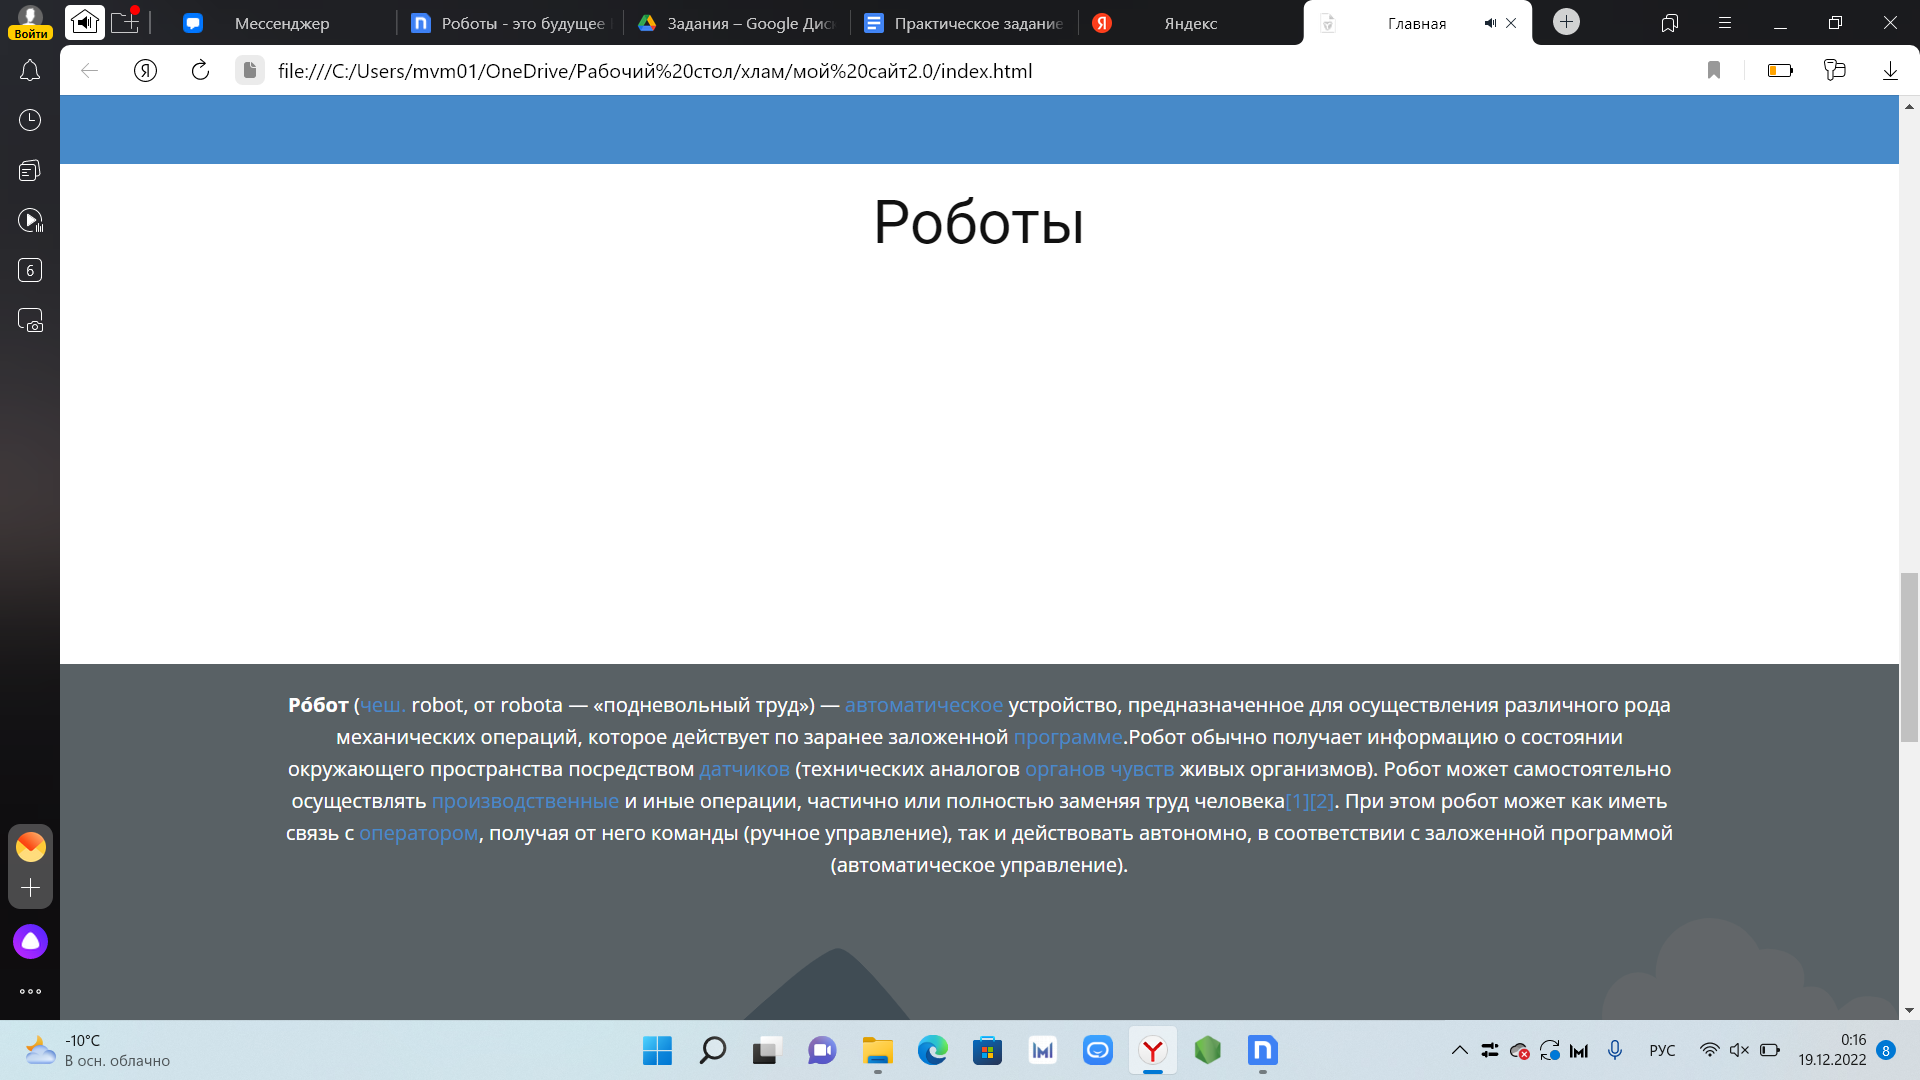 Войти
Мессенджер
Роботы - это будущее
Задания – Google Дис
Практическое задание
Яндекс
Главная
file:///C:/Users/mvm01/OneDrive/Рабочий%20стол/хлам/мой%20сайт2.0/index.html
6
Роботы
Ро́бот (чеш. robot, от robota — «подневольный труд») — автоматическое устройство, предназначенное для осуществления различного рода
механических операций, которое действует по заранее заложенной программе.Робот обычно получает информацию о состоянии
окружающего пространства посредством датчиков (технических аналогов органов чувств живых организмов). Робот может самостоятельно
осуществлять производственные и иные операции, частично или полностью заменяя труд человека[1][2]. При этом робот может как иметь
связь с оператором, получая от него команды (ручное управление), так и действовать автономно, в соответствии с заложенной программой
(автоматическое управление).
-10°C
В осн. облачно
РУС
0:16
19.12.2022
8